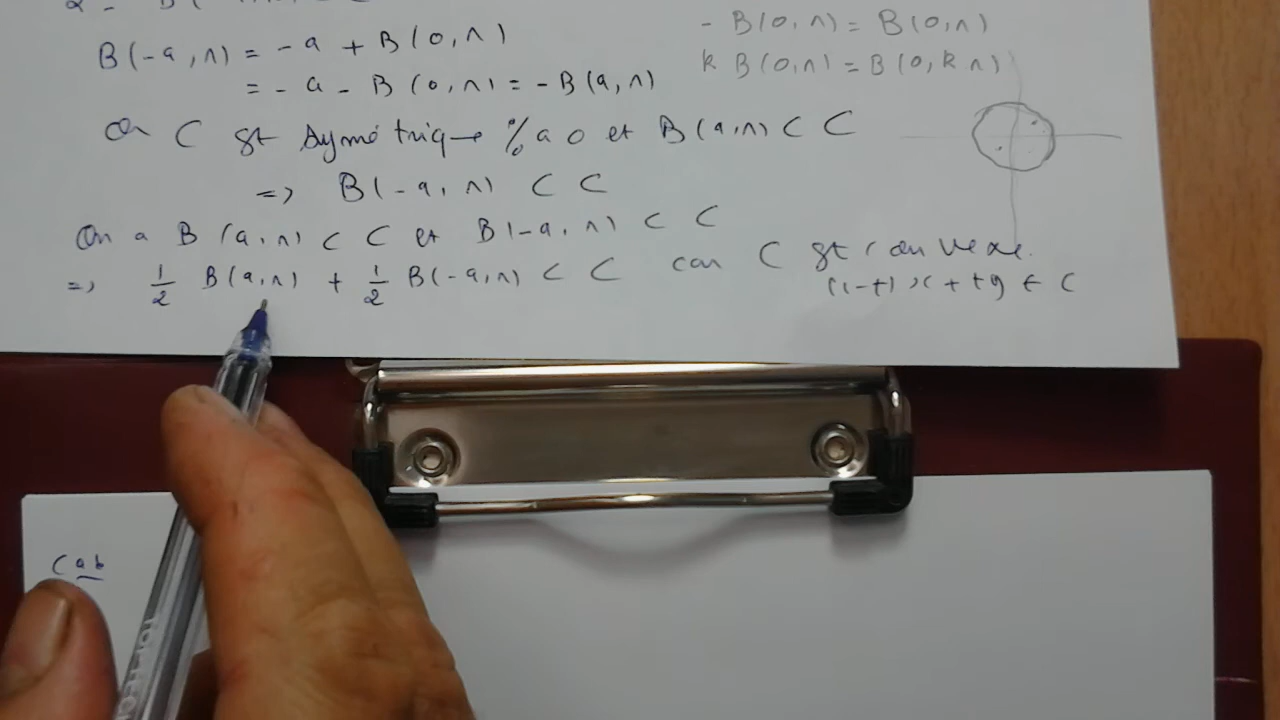 B(-a, r) = -a + B(0, r)
= -a - B(0, r) = -B(a, r)
- B(0, r) = B(0, r)
k B(0, r) = B(0, k r)
Or C est symétrique % à 0 et B(a, r) ⊂ C
=> B(-a, r) ⊂ C
On a B(a, r) ⊂ C et B(-a, r) ⊂ C
=> 1/2 B(a, r) + 1/2 B(-a, r) ⊂ C car C est convexe.
(1-t)x + ty ∈ C
Cab